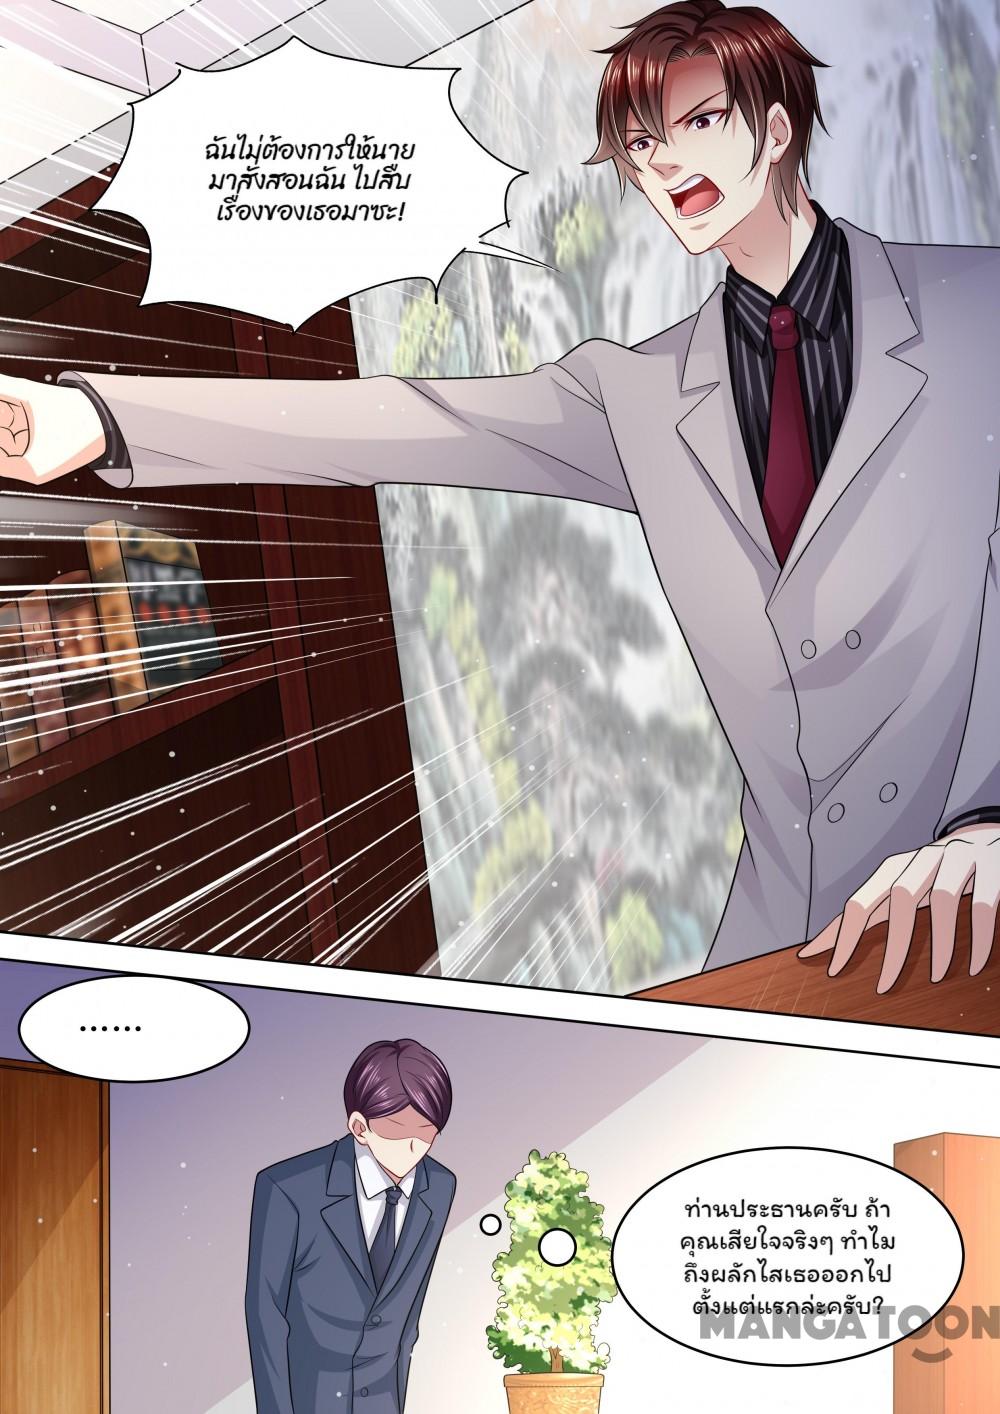 ฉันไม่ต้องการให้นาย
มาสั่งสอนฉัน ไปสืบ
เรื่องของเธอมาซะ!
......
ท่านประธานครับ ถ้า
คุณเสียใจจริงๆ ทำไม
ถึงผลักไสเธอออกไป
ตั้งแต่แรกล่ะครับ?
MANGATOON